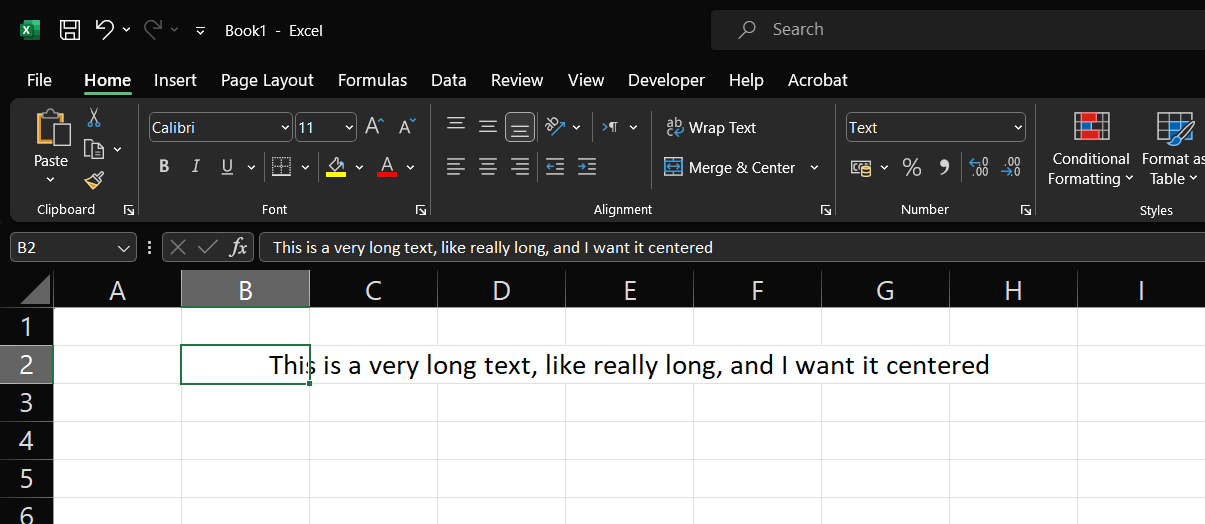 Book1 - Excel
Search
File Home Insert Page Layout Formulas Data Review View Developer Help Acrobat
Calibri 11 ab Wrap Text Text
Paste B I U A Merge & Center % Conditional Formatting Format as Table
Clipboard Font Alignment Number Styles
B2 fx This is a very long text, like really long, and I want it centered
A B C D E F G H I
1
2 This is a very long text, like really long, and I want it centered
3
4
5
6